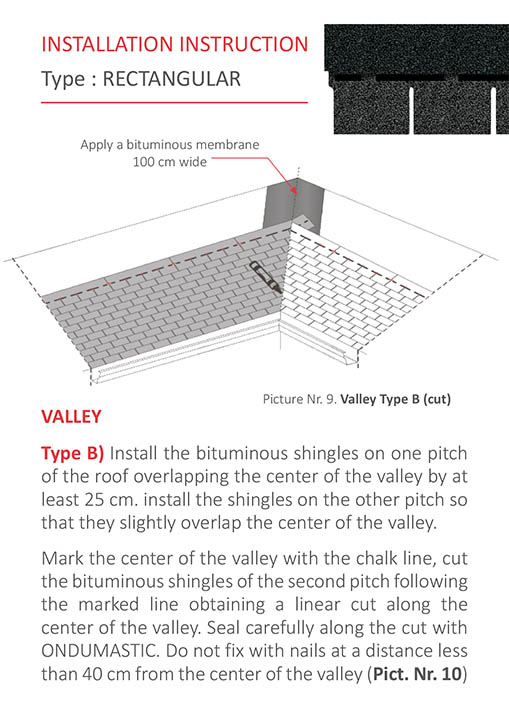 INSTALLATION INSTRUCTION
Type : RECTANGULAR
Apply a bituminous membrane
100 cm wide
Picture Nr. 9. Valley Type B (cut)
VALLEY
Type B) Install the bituminous shingles on one pitch
of the roof overlapping the center of the valley by at
least 25 cm. install the shingles on the other pitch so
that they slightly overlap the center of the valley.
Mark the center of the valley with the chalk line, cut
the bituminous shingles of the second pitch following
the marked line obtaining a linear cut along the
center of the valley. Seal carefully along the cut with
ONDUMASTIC. Do not fix with nails at a distance less
than 40 cm from the center of the valley (Pict. Nr. 10)